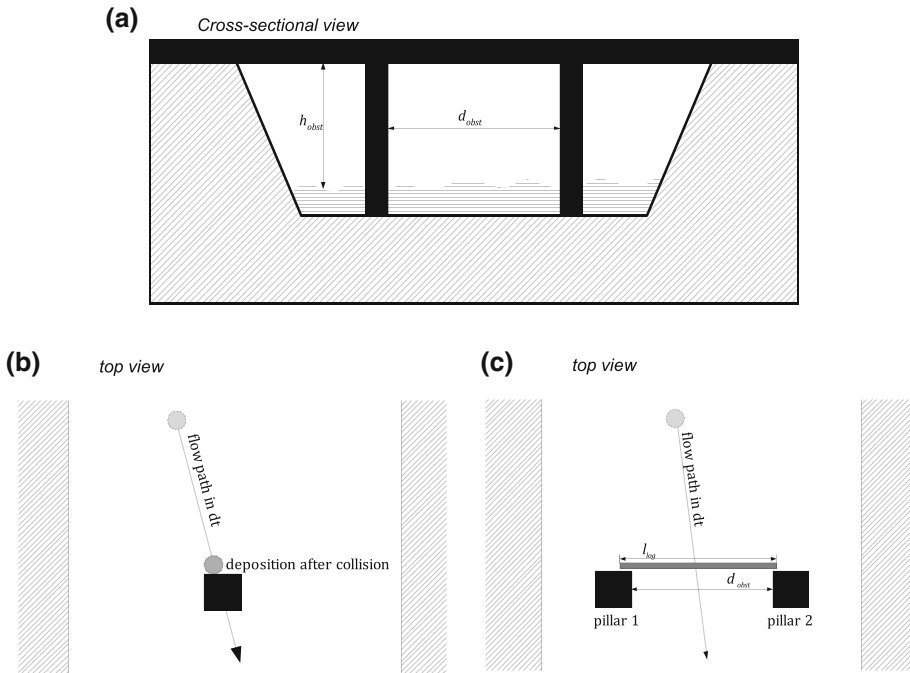 (a)
Cross-sectional view
h_obst
d_obst
(b)
top view
flow path in dt
deposition after collision
(c)
top view
flow path in dt
l_log
d_obst
pillar 1
pillar 2